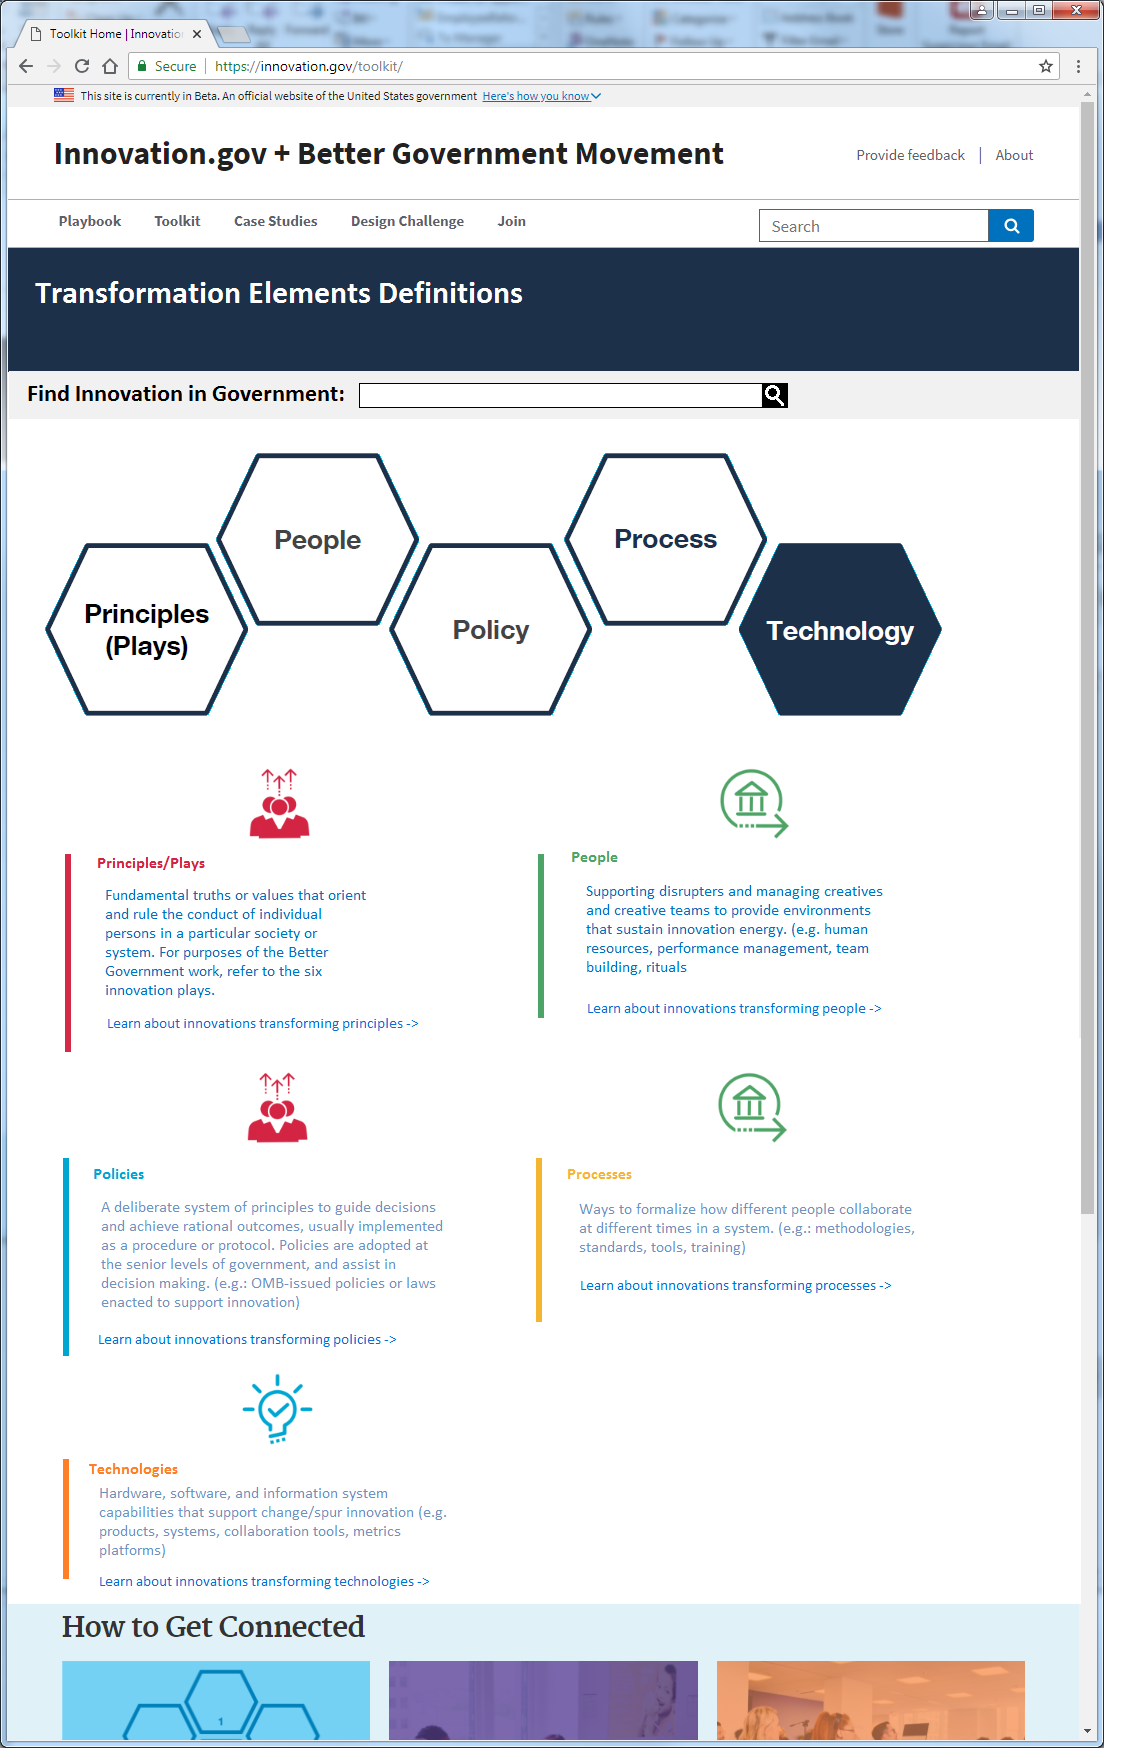 Toolkit Home | Innovatio
Secure
https://innovation.gov/toolkit/
This site is currently in Beta. An official website of the United States government Here's how you know
Innovation.gov + Better Government Movement
Provide feedback | About
Playbook Toolkit Case Studies Design Challenge Join
Search
Transformation Elements Definitions
Find Innovation in Government:
People
Process
Principles
(Plays)
Policy
Technology
Principles/Plays
Fundamental truths or values that orient
and rule the conduct of individual
persons in a particular society or
system. For purposes of the Better
Government work, refer to the six
innovation plays.
Learn about innovations transforming principles ->
People
Supporting disrupters and managing creatives
and creative teams to provide environments
that sustain innovation energy. (e.g. human
resources, performance management, team
building, rituals
Learn about innovations transforming people ->
Policies
A deliberate system of principles to guide decisions
and achieve rational outcomes, usually implemented
as a procedure or protocol. Policies are adopted at
the senior levels of government, and assist in
decision making. (e.g.: OMB-issued policies or laws
enacted to support innovation)
Learn about innovations transforming policies ->
Processes
Ways to formalize how different people collaborate
at different times in a system. (e.g.: methodologies,
standards, tools, training)
Learn about innovations transforming processes ->
Technologies
Hardware, software, and information system
capabilities that support change/spur innovation (e.g.
products, systems, collaboration tools, metrics
platforms)
Learn about innovations transforming technologies ->
How to Get Connected
1